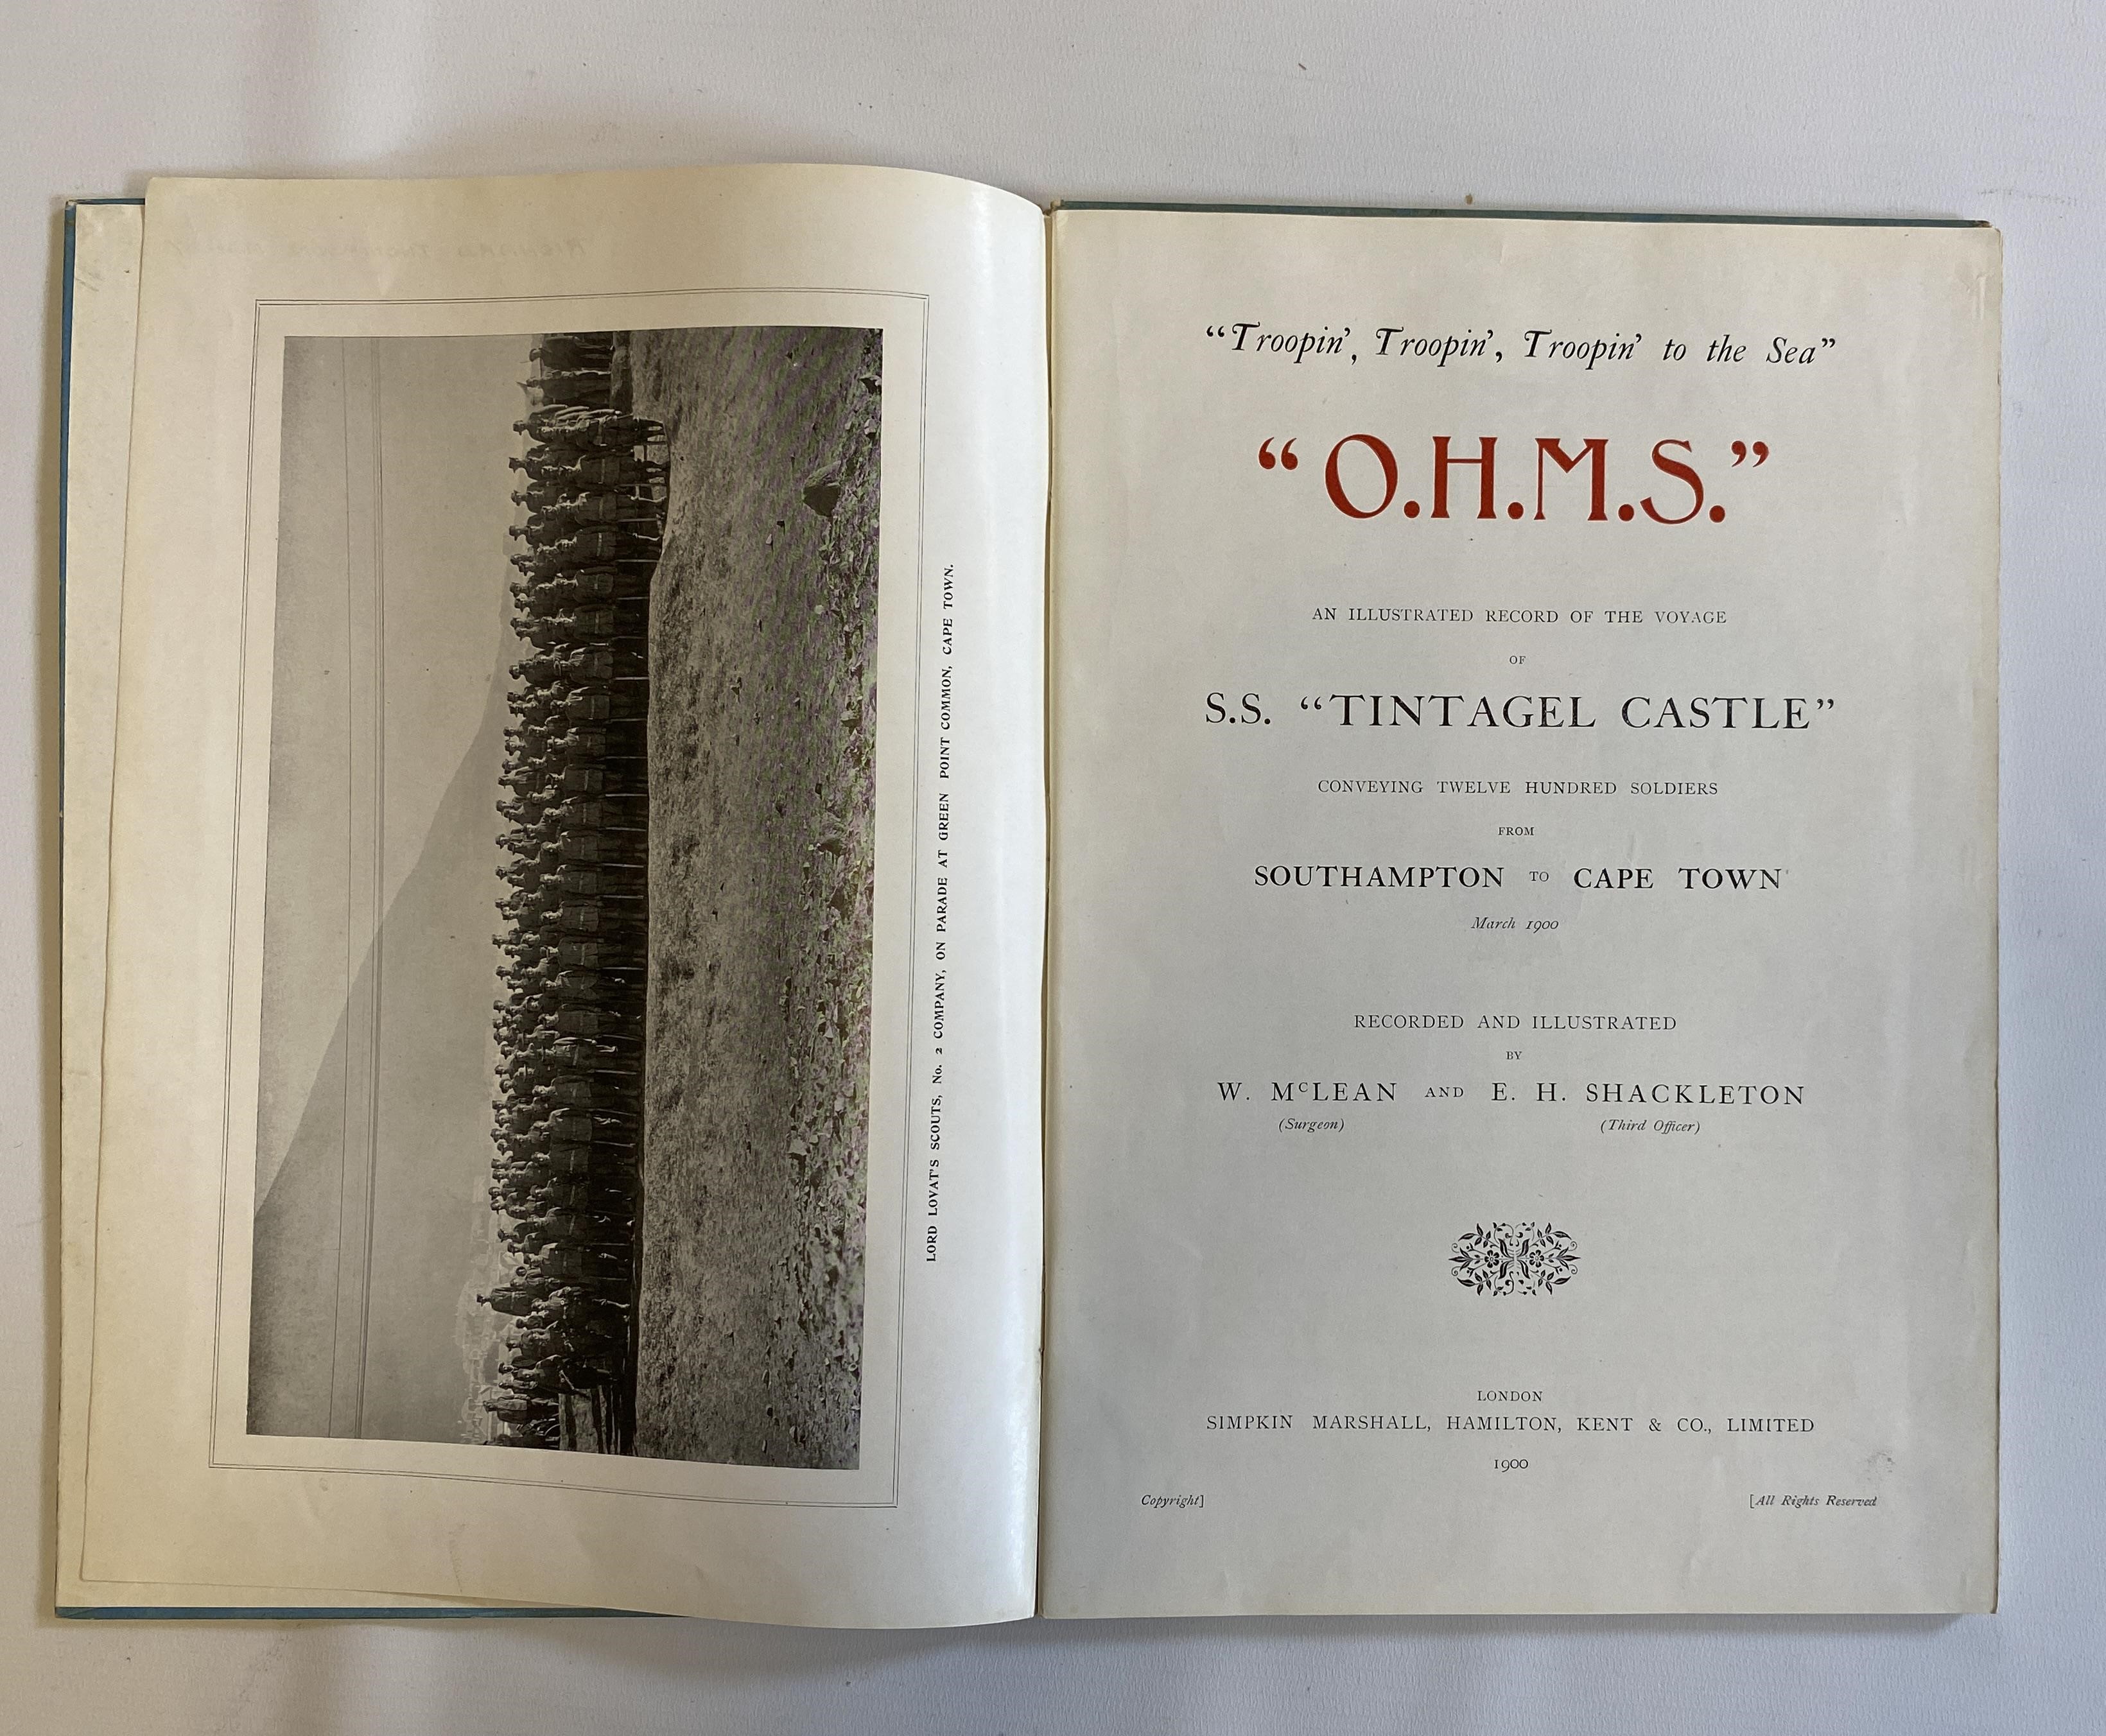 LORD LOVAT'S SCOUTS, No. 2 COMPANY, ON PARADE AT GREEN POINT COMMON, CAPE TOWN.
“Troopin’, Troopin’, Troopin’ to the Sea”
“O.H.M.S.”
AN ILLUSTRATED RECORD OF THE VOYAGE
OF
S.S. “TINTAGEL CASTLE”
CONVEYING TWELVE HUNDRED SOLDIERS
FROM
SOUTHAMPTON TO CAPE TOWN
March 1900
RECORDED AND ILLUSTRATED
BY
W. McLEAN AND E. H. SHACKLETON
(Surgeon) (Third Officer)
LONDON
SIMPKIN MARSHALL, HAMILTON, KENT & CO., LIMITED
1900
Copyright] [All Rights Reserved